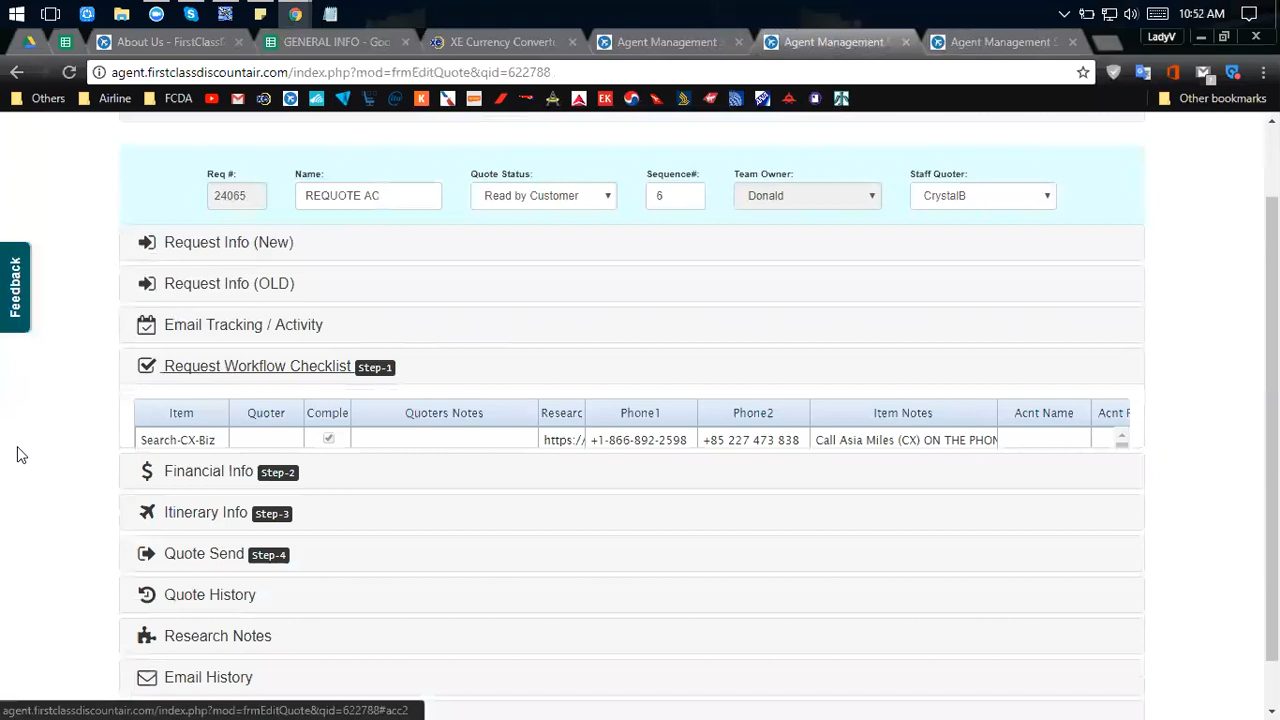 10:52 AM
About Us - FirstClassF
GENERAL INFO - Goo
XE Currency Converte
Agent Management
Agent Management
Agent Management
LadyV
agent.firstclassdiscountair.com/index.php?mod=frmEditQuote&qid=622788
Others
Airline
FCDA
Other bookmarks
Req #:
Name:
Quote Status:
Sequence#:
Team Owner:
Staff Quoter:
24065
REQUOTE AC
Read by Customer
6
Donald
CrystalB
Request Info (New)
Request Info (OLD)
Feedback
Email Tracking / Activity
Request Workflow Checklist Step-1
Item Quoter Comple Quoters Notes Researc Phone1 Phone2 Item Notes Acnt Name Acnt
Search-CX-Biz https:/ +1-866-892-2598 +85 227 473 838 Call Asia Miles (CX) ON THE PHON
Financial Info Step-2
Itinerary Info Step-3
Quote Send Step-4
Quote History
Research Notes
Email History
agent.firstclassdiscountair.com/index.php?mod=frmEditQuote&qid=622788#acc2